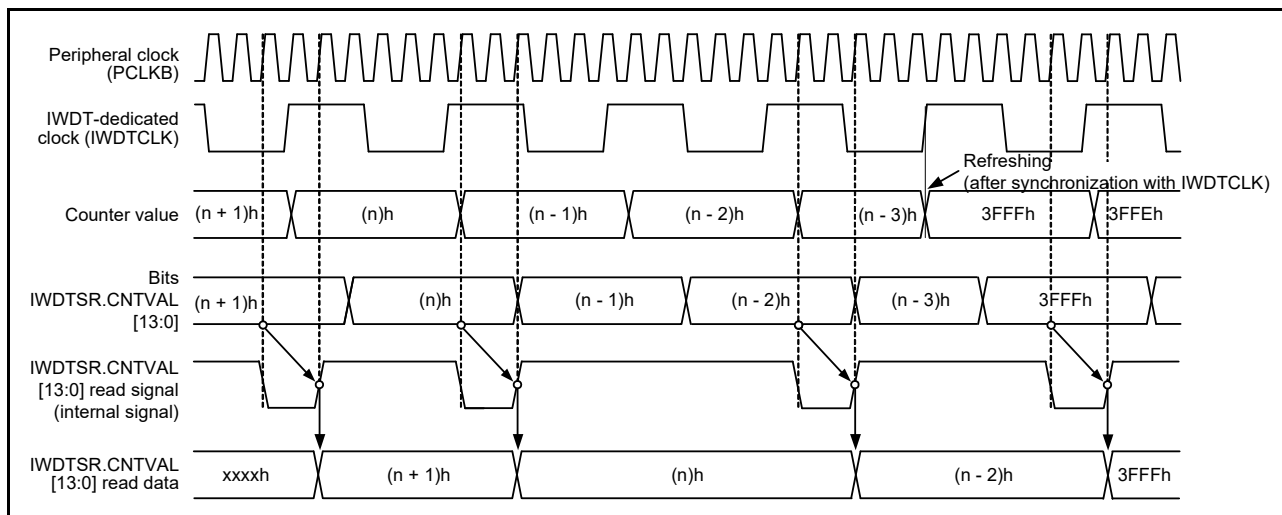 Peripheral clock
(PCLKB)
IWDT-dedicated
clock (IWDTCLK)
Refreshing
(after synchronization with IWDTCLK)
Counter value
(n + 1)h
(n)h
(n - 1)h
(n - 2)h
(n - 3)h
3FFFh
3FFEh
Bits
IWDTSR.CNTVAL
[13:0]
(n + 1)h
(n)h
(n - 1)h
(n - 2)h
(n - 3)h
3FFFh
IWDTSR.CNTVAL
[13:0] read signal
(internal signal)
IWDTSR.CNTVAL
[13:0] read data
xxxxh
(n + 1)h
(n)h
(n - 2)h
3FFFh